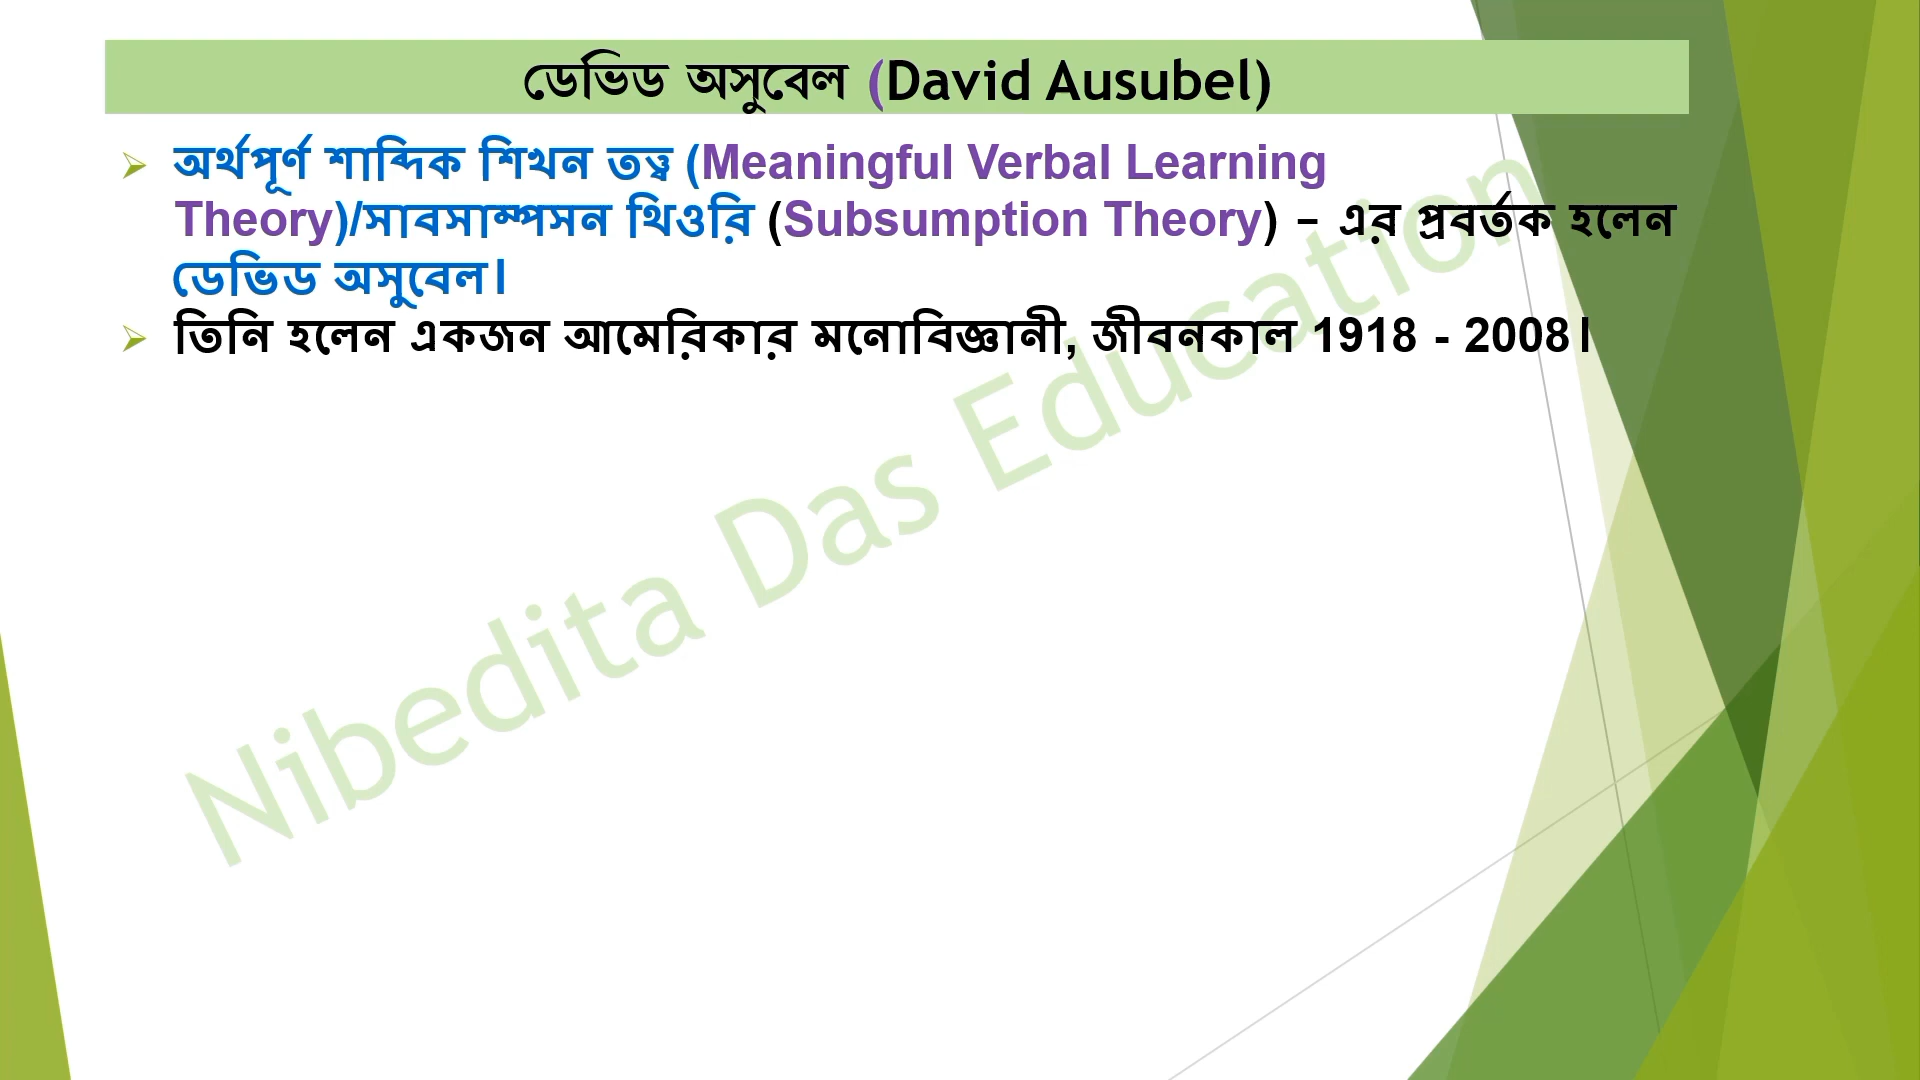 ডেভিড অসুবেল (David Ausubel)
➢ অর্থপূর্ণ শাব্দিক শিখন তত্ত্ব (Meaningful Verbal Learning
Theory)/সাবসাম্পসন থিওরি (Subsumption Theory) – এর প্রবর্তক হলেন
ডেভিড অসুবেল।
➢ তিনি হলেন একজন আমেরিকার মনোবিজ্ঞানী, জীবনকাল 1918 - 2008।
Nibedita Das Education